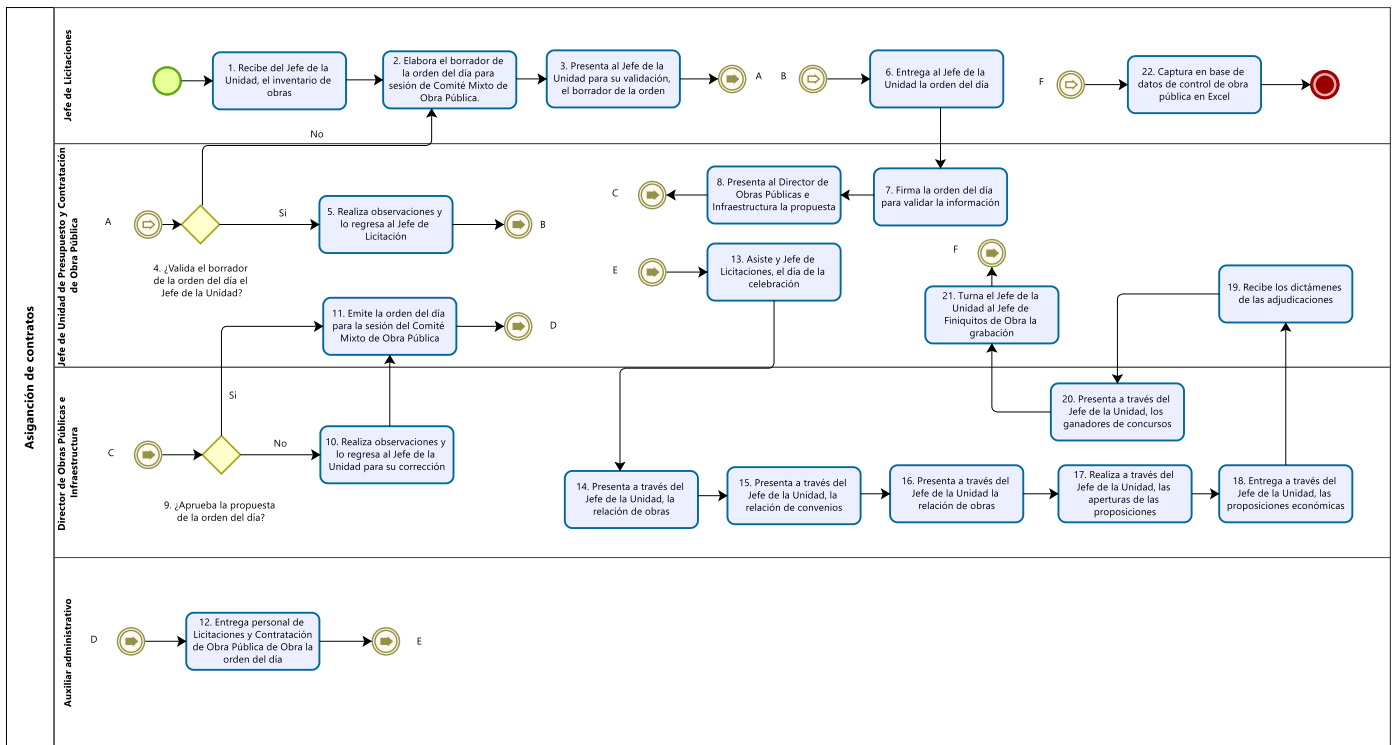 Asiganción de contratos
Jefe de Licitaciones
1. Recibe del Jefe de la
Unidad, el inventario de
obras
2. Elabora el borrador de
la orden del día para
sesión de Comité Mixto de
Obra Pública.
3. Presenta al Jefe de la
Unidad para su validación,
el borrador de la orden
A
B
6. Entrega al Jefe de la
Unidad la orden del día
F
22. Captura en base de
datos de control de obra
pública en Excel
No
Jefe de Unidad de Presupuesto y Contratación
de Obra Pública
A
4. ¿Valida el borrador
de la orden del día el
Jefe de la Unidad?
Si
5. Realiza observaciones y
lo regresa al Jefe de
Licitación
B
C
8. Presenta al Director de
Obras Públicas e
Infraestructura la propuesta
7. Firma la orden del día
para validar la información
E
13. Asiste y Jefe de
Licitaciones, el día de la
celebración
F
21. Turna el Jefe de la
Unidad al Jefe de
Finiquitos de Obra la
grabación
19. Recibe los dictámenes
de las adjudicaciones
11. Emite la orden del día
para la sesión del Comité
Mixto de Obra Pública
D
Director de Obras Públicas e
Infraestructura
Si
C
No
9. ¿Aprueba la propuesta
de la orden del día?
10. Realiza observaciones y
lo regresa al Jefe de la
Unidad para su corrección
20. Presenta a través del
Jefe de la Unidad, los
ganadores de concursos
14. Presenta a través del
Jefe de la Unidad, la
relación de obras
15. Presenta a través del
Jefe de la Unidad, la
relación de convenios
16. Presenta a través del
Jefe de la Unidad la
relación de obras
17. Realiza a través del
Jefe de la Unidad, las
aperturas de las
proposiciones
18. Entrega a través del
Jefe de la Unidad, las
proposiciones económicas
Auxiliar administrativo
D
12. Entrega personal de
Licitaciones y Contratación
de Obra Pública de Obra la
orden del día
E